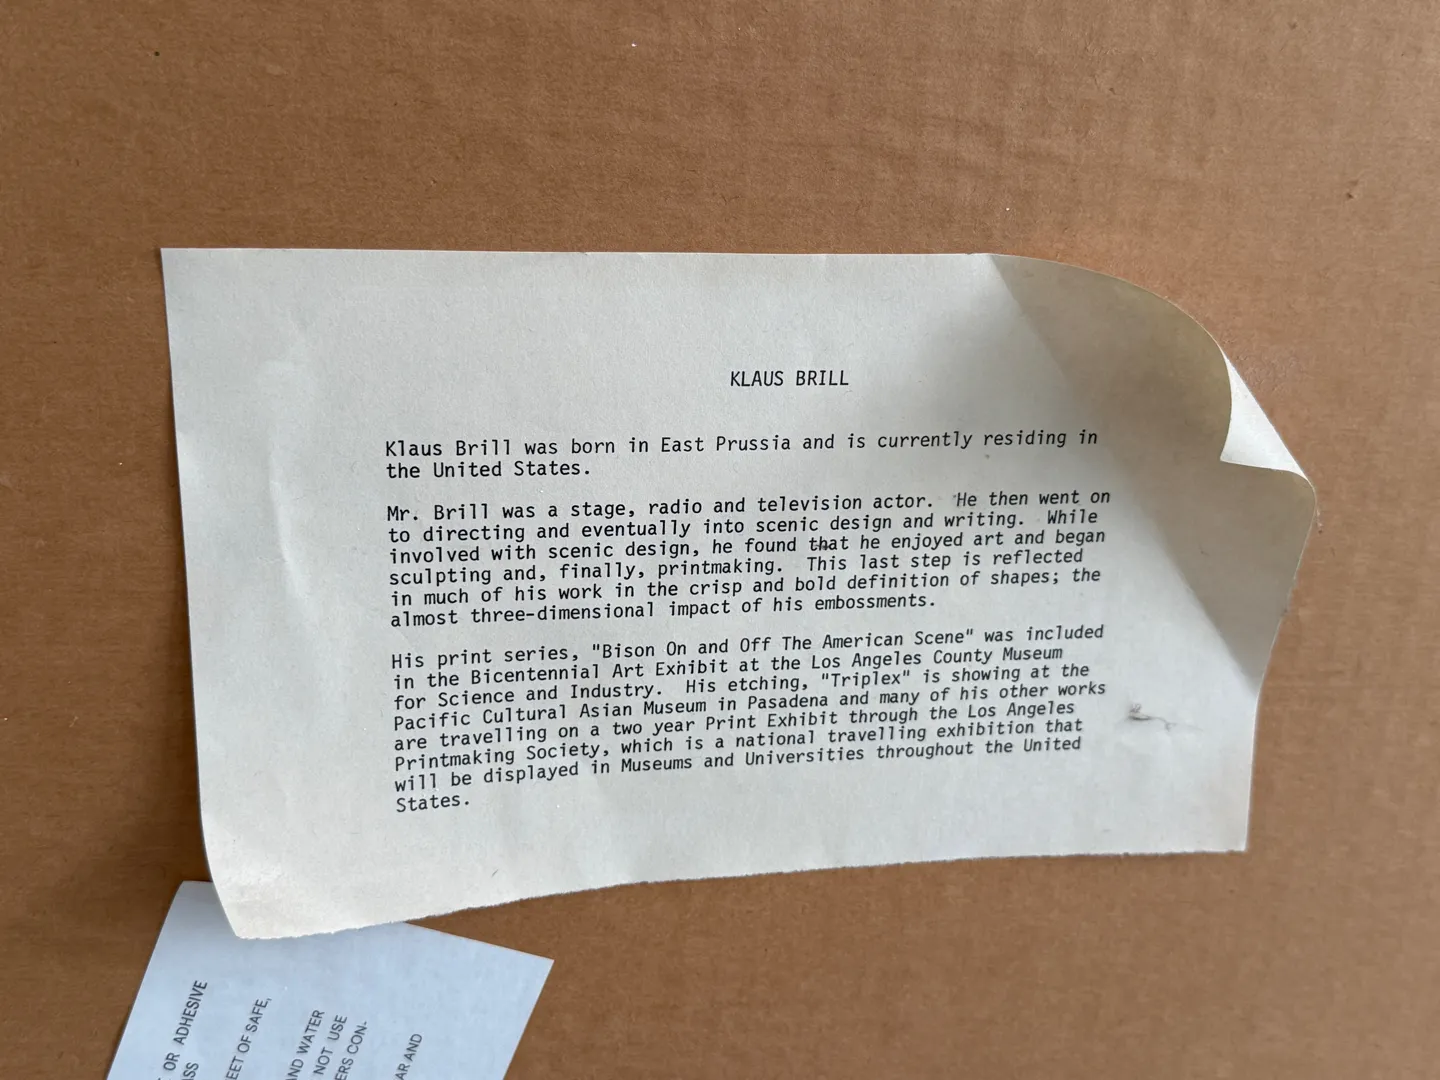 KLAUS BRILL
Klaus Brill was born in East Prussia and is currently residing in
the United States.
Mr. Brill was a stage, radio and television actor. He then went on
to directing and eventually into scenic design and writing. While
involved with scenic design, he found that he enjoyed art and began
sculpting and, finally, printmaking. This last step is reflected
in much of his work in the crisp and bold definition of shapes; the
almost three-dimensional impact of his embossments.
His print series, "Bison On and Off The American Scene" was included
in the Bicentennial Art Exhibit at the Los Angeles County Museum
for Science and Industry. His etching, "Triplex" is showing at the
Pacific Cultural Asian Museum in Pasadena and many of his other works
are travelling on a two year Print Exhibit through the Los Angeles
Printmaking Society, which is a national travelling exhibition that
will be displayed in Museums and Universities throughout the United
States.
OR ADHESIVE
OF SAFE,
AND WATER
NOT USE
CON-
AND